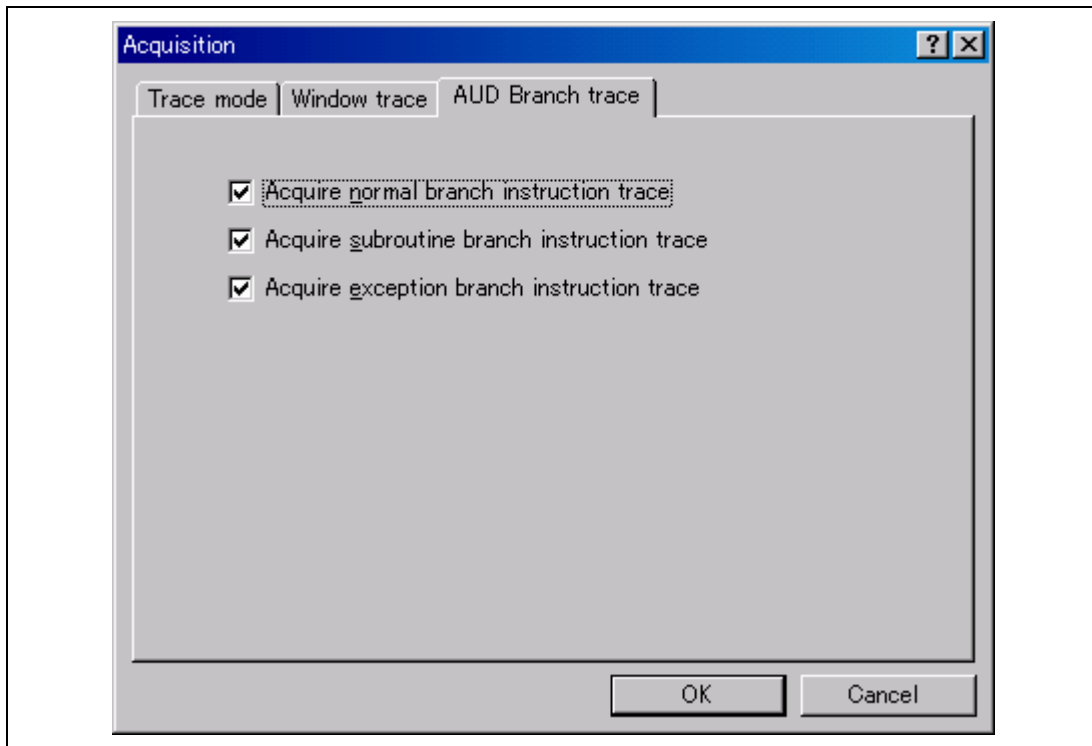 Acquisition
Trace mode Window trace AUD Branch trace
Acquire normal branch instruction trace
Acquire subroutine branch instruction trace
Acquire exception branch instruction trace
OK Cancel